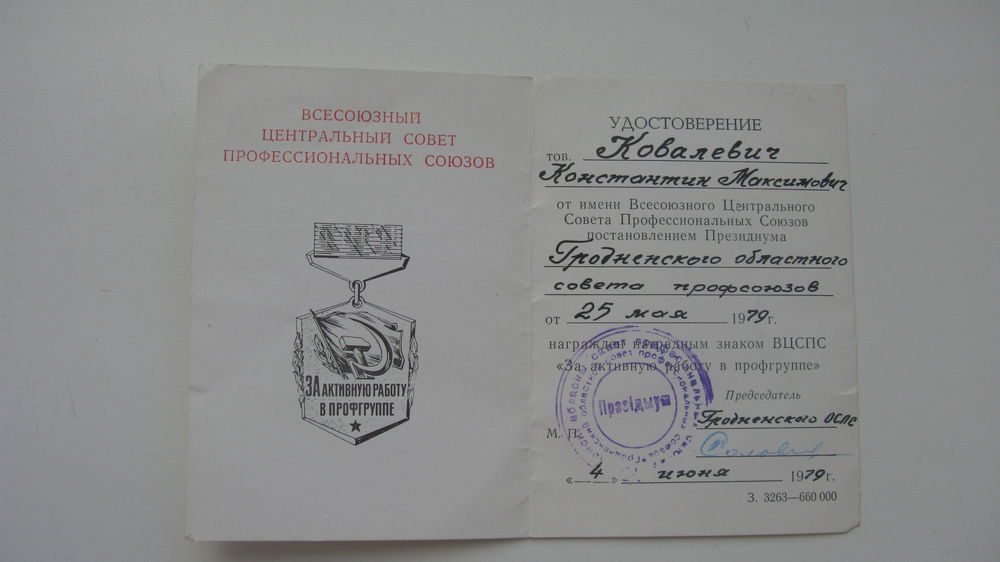 ВСЕСОЮЗНЫЙ
ЦЕНТРАЛЬНЫЙ СОВЕТ
ПРОФЕССИОНАЛЬНЫХ СОЮЗОВ
ЗА АКТИВНУЮ РАБОТУ
В ПРОФГРУППЕ
УДОСТОВЕРЕНИЕ
тов. Ковалевич
Константин Максимович
от имени Всесоюзного Центрального
Совета Профессиональных Союзов
постановлением Президиума
Гродненского областного
совета профсоюзов
от 25 мая 1979 г.
награжден нагрудным знаком ВЦСПС
«За активную работу в профгруппе»
Председатель
Гродненского ОСПС
М. П.
Прэзідыум
«4» июня 1979 г.
З. 3263—660 000